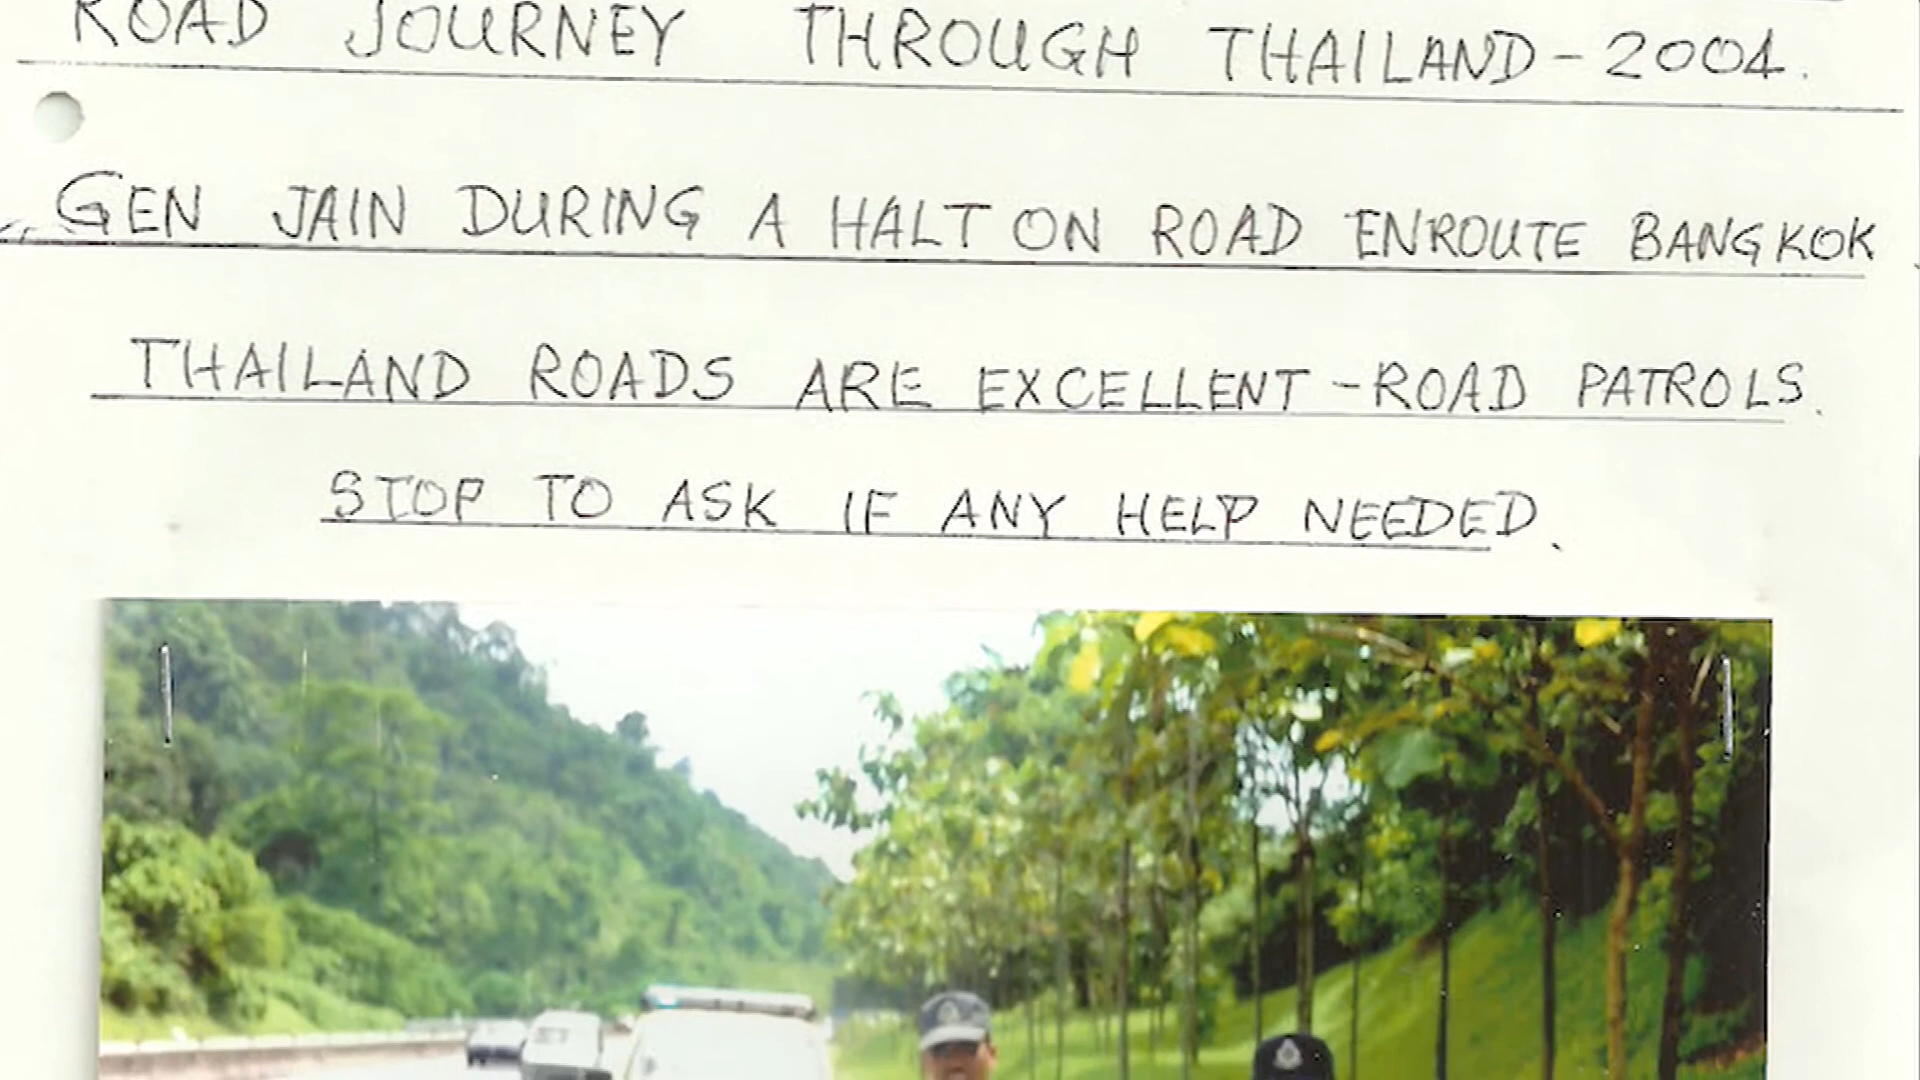 ROAD JOURNEY THROUGH THAILAND-2004.
GEN JAIN DURING A HALT ON ROAD ENROUTE BANGKOK
THAILAND ROADS ARE EXCELLENT-ROAD PATROLS.
STOP TO ASK IF ANY HELP NEEDED.